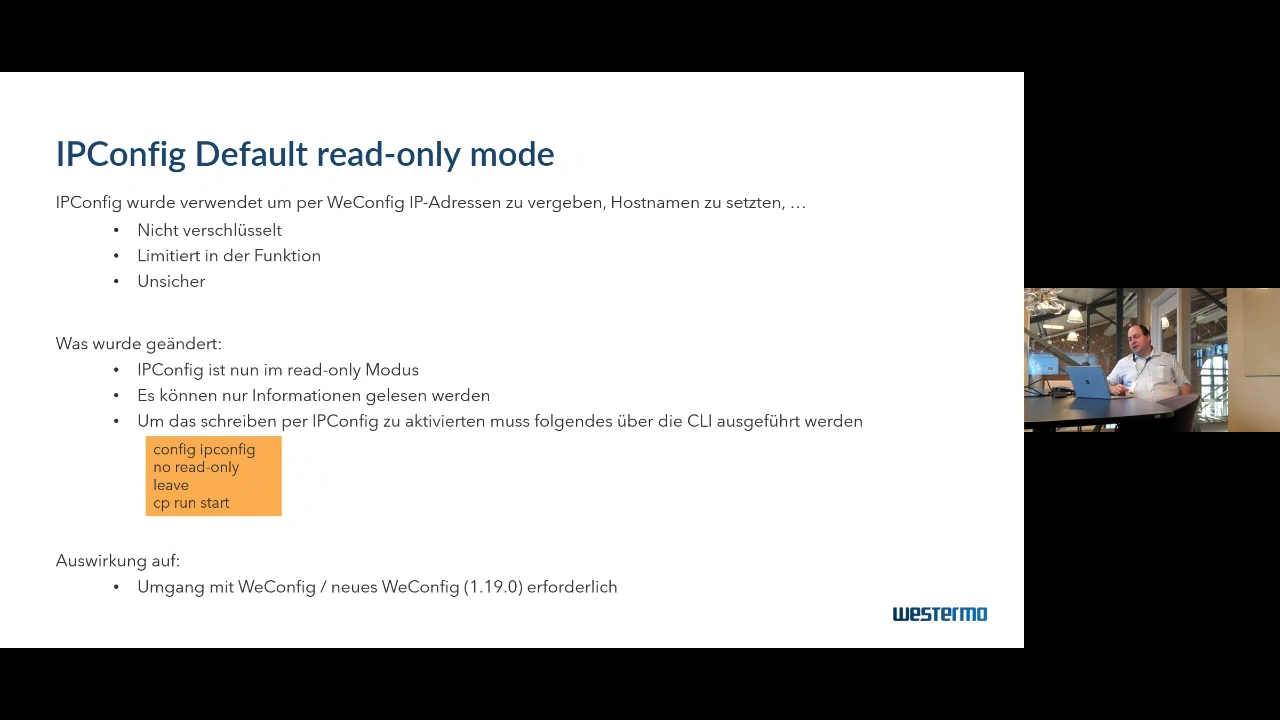 IPConfig Default read-only mode
IPConfig wurde verwendet um per WeConfig IP-Adressen zu vergeben, Hostnamen zu setzten, …
• Nicht verschlüsselt
• Limitiert in der Funktion
• Unsicher
Was wurde geändert:
• IPConfig ist nun im read-only Modus
• Es können nur Informationen gelesen werden
• Um das schreiben per IPConfig zu aktivierten muss folgendes über die CLI ausgeführt werden
config ipconfig
no read-only
leave
cp run start
Auswirkung auf:
• Umgang mit WeConfig / neues WeConfig (1.19.0) erforderlich
westermo